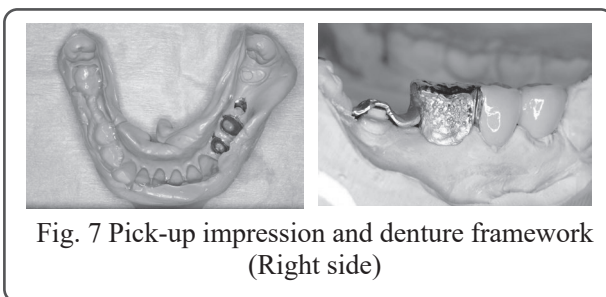 Fig. 7 Pick-up impression and denture framework
(Right side)